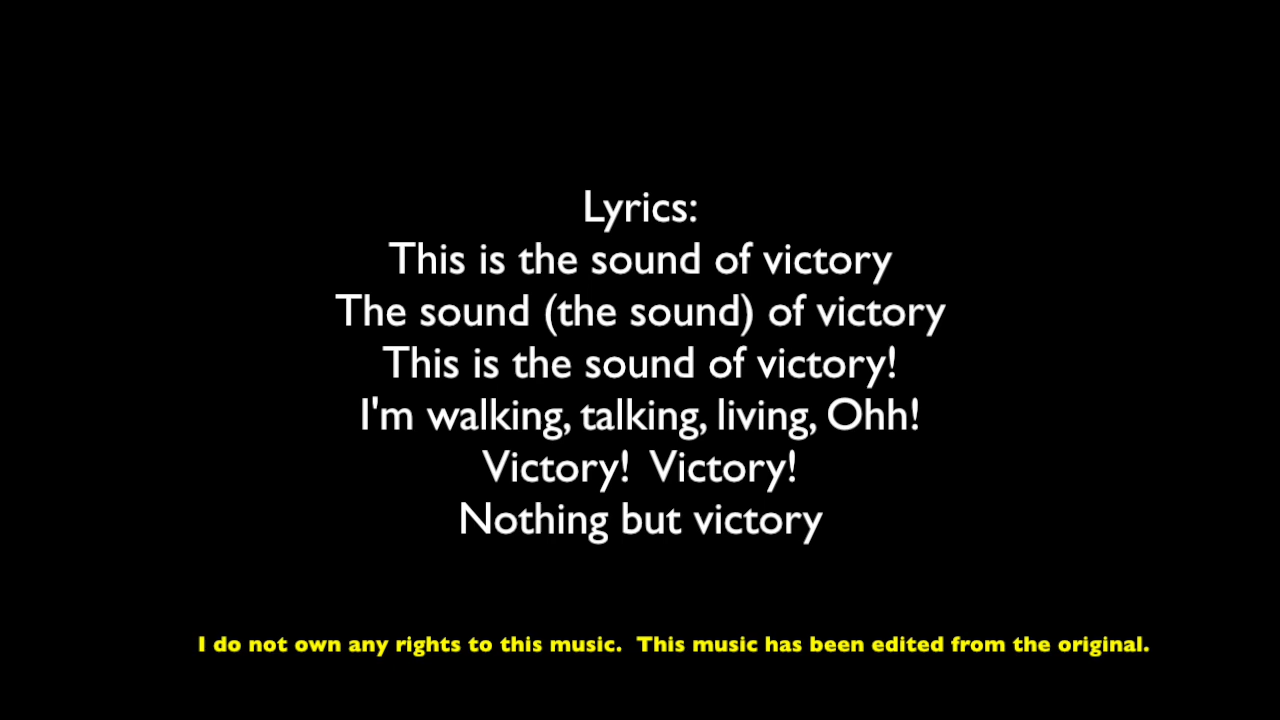 Lyrics:
This is the sound of victory
The sound (the sound) of victory
This is the sound of victory!
I'm walking, talking, living, Ohh!
Victory!  Victory!
Nothing but victory
I do not own any rights to this music.  This music has been edited from the original.